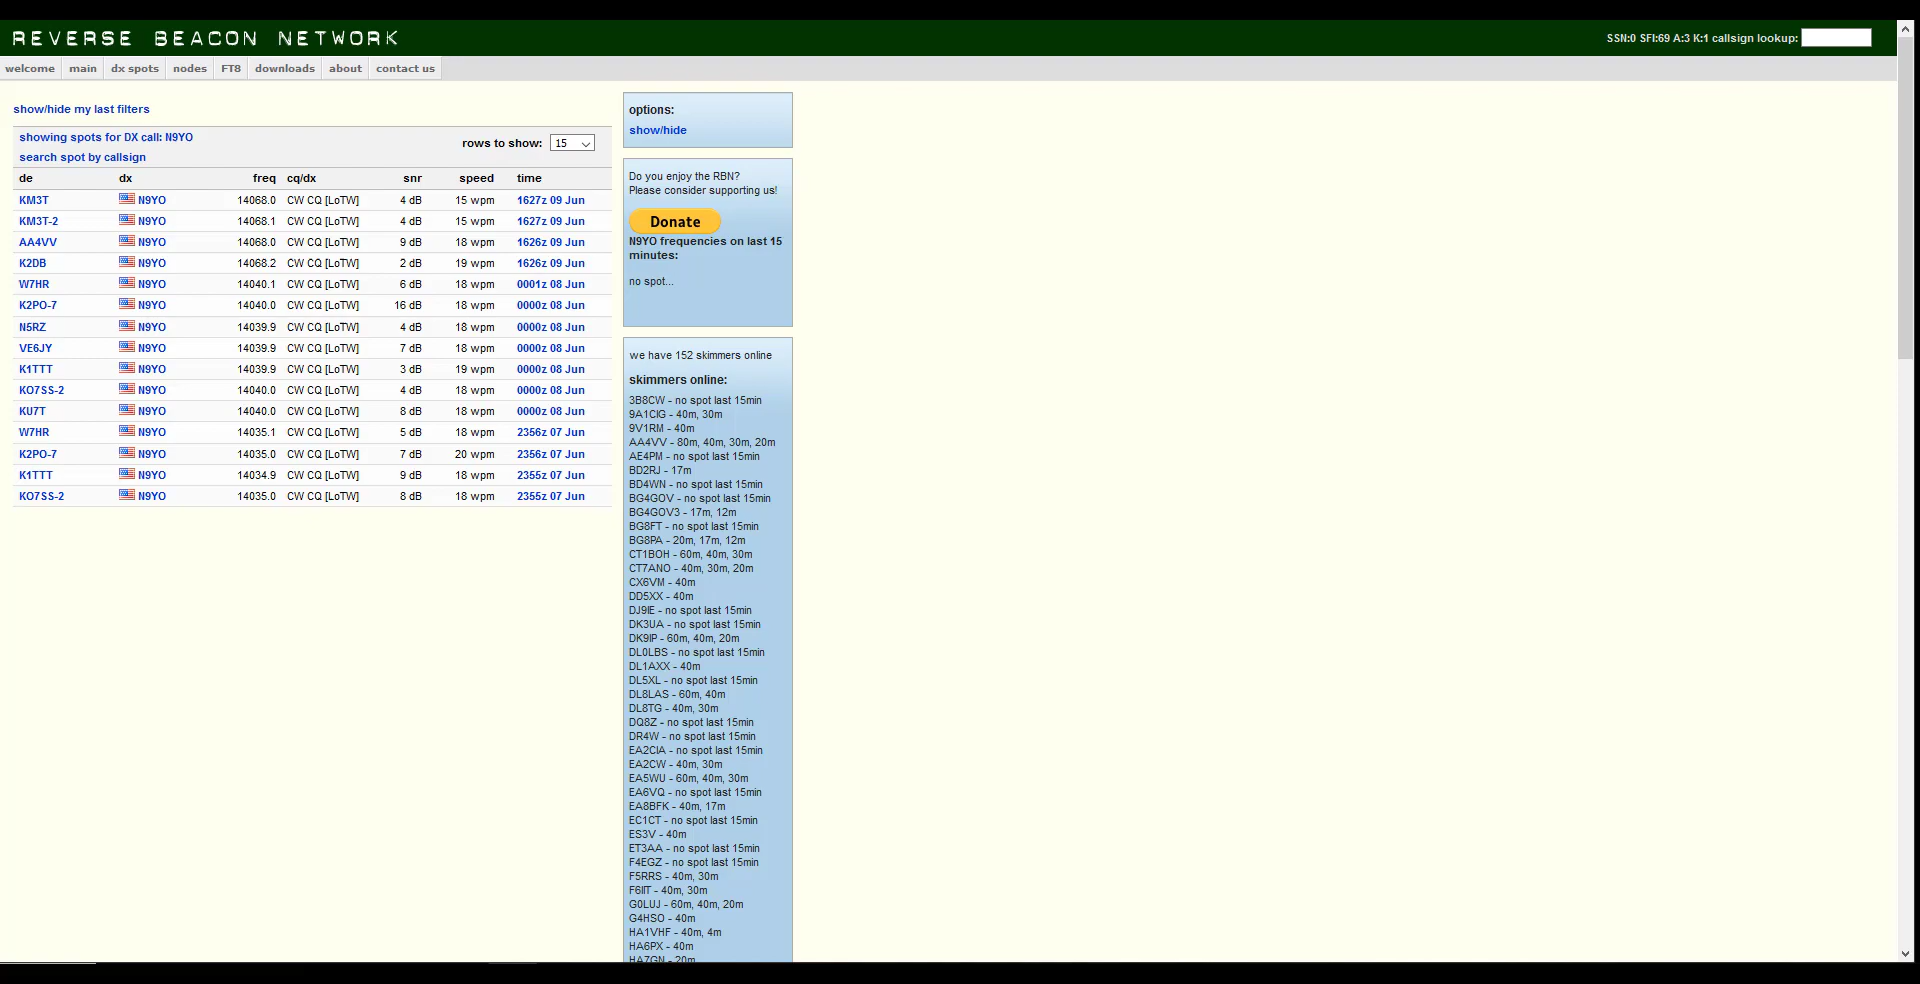 REVERSE BEACON NETWORK
SSN:0 SFI:69 A:3 K:1 callsign lookup:
welcome main dx spots nodes FT8 downloads about contact us
show/hide my last filters
showing spots for DX call: N9YO
search spot by callsign
rows to show: 15
de dx freq cq/dx snr speed time
KM3T N9YO 14068.0 CW CQ [LoTW] 4 dB 15 wpm 1627z 09 Jun
KM3T-2 N9YO 14068.1 CW CQ [LoTW] 4 dB 15 wpm 1627z 09 Jun
AA4VV N9YO 14068.0 CW CQ [LoTW] 9 dB 18 wpm 1626z 09 Jun
K2DB N9YO 14068.2 CW CQ [LoTW] 2 dB 19 wpm 1626z 09 Jun
W7HR N9YO 14040.1 CW CQ [LoTW] 6 dB 18 wpm 0001z 08 Jun
K2PO-7 N9YO 14040.0 CW CQ [LoTW] 16 dB 18 wpm 0000z 08 Jun
N5RZ N9YO 14039.9 CW CQ [LoTW] 4 dB 18 wpm 0000z 08 Jun
VE6JY N9YO 14039.9 CW CQ [LoTW] 7 dB 18 wpm 0000z 08 Jun
K1TTT N9YO 14039.9 CW CQ [LoTW] 3 dB 19 wpm 0000z 08 Jun
KO7SS-2 N9YO 14040.0 CW CQ [LoTW] 4 dB 18 wpm 0000z 08 Jun
KU7T N9YO 14040.0 CW CQ [LoTW] 8 dB 18 wpm 0000z 08 Jun
W7HR N9YO 14035.1 CW CQ [LoTW] 5 dB 18 wpm 2356z 07 Jun
K2PO-7 N9YO 14035.0 CW CQ [LoTW] 7 dB 20 wpm 2356z 07 Jun
K1TTT N9YO 14034.9 CW CQ [LoTW] 9 dB 18 wpm 2355z 07 Jun
KO7SS-2 N9YO 14035.0 CW CQ [LoTW] 8 dB 18 wpm 2355z 07 Jun
options:
show/hide
Do you enjoy the RBN?
Please consider supporting us!
Donate
N9YO frequencies on last 15
minutes:
no spot...
we have 152 skimmers online
skimmers online:
3B8CW - no spot last 15min
9A1CIG - 40m, 30m
9V1RM - 40m
AA4VV - 80m, 40m, 30m, 20m
AE4PM - no spot last 15min
BD2RJ - 17m
BD4WN - no spot last 15min
BG4GOV - no spot last 15min
BG4GOV3 - 17m, 12m
BG8FT - no spot last 15min
BG8PA - 20m, 17m, 12m
CT1BOH - 60m, 40m, 30m
CT7ANO - 40m, 30m, 20m
CX6VM - 40m
DD5XX - 40m
DJ9IE - no spot last 15min
DK3UA - no spot last 15min
DK9IP - 60m, 40m, 20m
DL0LBS - no spot last 15min
DL1AXX - 40m
DL5XL - no spot last 15min
DL8LAS - 60m, 40m
DL8TG - 40m, 30m
DQ8Z - no spot last 15min
DR4W - no spot last 15min
EA2CIA - no spot last 15min
EA2CW - 40m, 30m
EA5WU - 60m, 40m, 30m
EA6VQ - no spot last 15min
EA8BFK - 40m, 17m
EC1CT - no spot last 15min
ES3V - 40m
ET3AA - no spot last 15min
F4EGZ - no spot last 15min
F5RRS - 40m, 30m
F6IIT - 40m, 30m
G0LUJ - 60m, 40m, 20m
G4HSO - 40m
HA1VHF - 40m, 4m
HA6PX - 40m
HA7GN - 20m